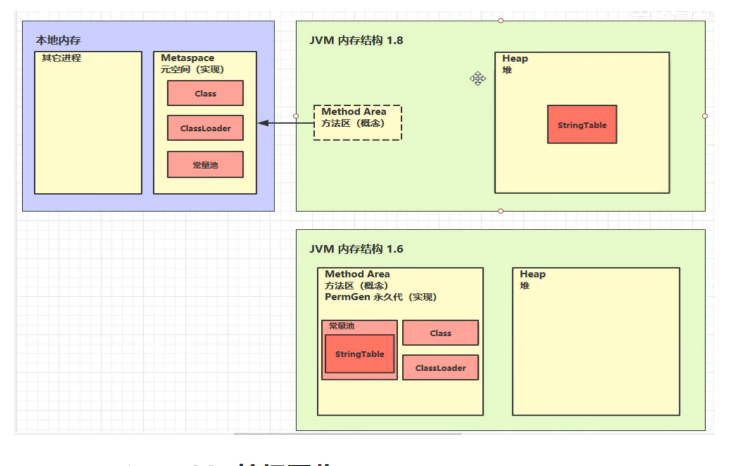 本地内存
其它进程
Metaspace
元空间（实现）
Class
ClassLoader
常量池
JVM 内存结构 1.8
Method Area
方法区（概念）
Heap
堆
StringTable
JVM 内存结构 1.6
Method Area
方法区（概念）
PermGen 永久代（实现）
常量池
StringTable
Class
ClassLoader
Heap
堆